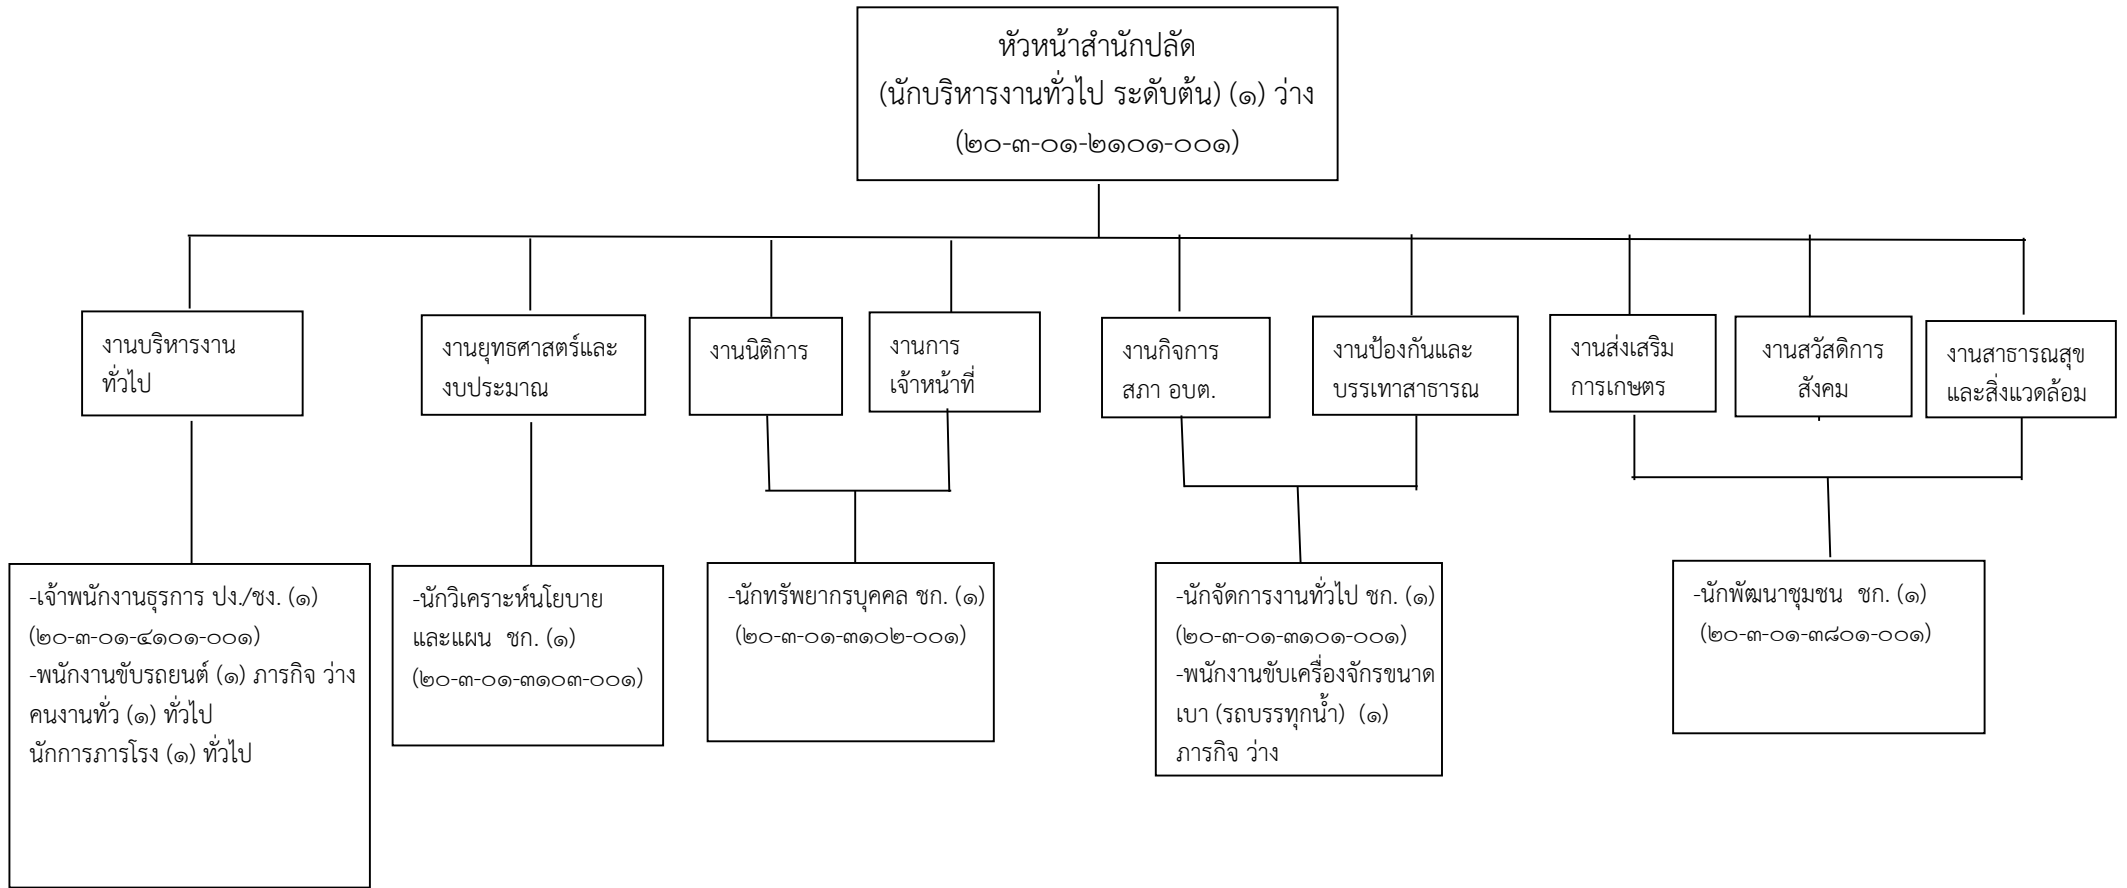 หัวหน้าสำนักปลัด
(นักบริหารงานทั่วไป ระดับต้น) (๑) ว่าง
(๒๐-๓-๐๑-๒๑๐๑-๐๐๑)
งานบริหารงาน
ทั่วไป
งานยุทธศาสตร์และ
งบประมาณ
งานนิติการ
งานการ
เจ้าหน้าที่
งานกิจการ
สภา อบต.
งานป้องกันและ
บรรเทาสาธารณ
งานส่งเสริม
การเกษตร
งานสวัสดิการ
สังคม
งานสาธารณสุข
และสิ่งแวดล้อม
-เจ้าพนักงานธุรการ ปง./ชง. (๑)
(๒๐-๓-๐๑-๔๑๐๑-๐๐๑)
-พนักงานขับรถยนต์ (๑) ภารกิจ ว่าง
คนงานทั่ว (๑) ทั่วไป
นักการภารโรง (๑) ทั่วไป
-นักวิเคราะห์นโยบาย
และแผน ชก. (๑)
(๒๐-๓-๐๑-๓๑๐๓-๐๐๑)
-นักทรัพยากรบุคคล ชก. (๑)
(๒๐-๓-๐๑-๓๑๐๒-๐๐๑)
-นักจัดการงานทั่วไป ชก. (๑)
(๒๐-๓-๐๑-๓๑๐๑-๐๐๑)
-พนักงานขับเครื่องจักรขนาด
เบา (รถบรรทุกน้ำ) (๑)
ภารกิจ ว่าง
-นักพัฒนาชุมชน ชก. (๑)
(๒๐-๓-๐๑-๓๘๐๑-๐๐๑)